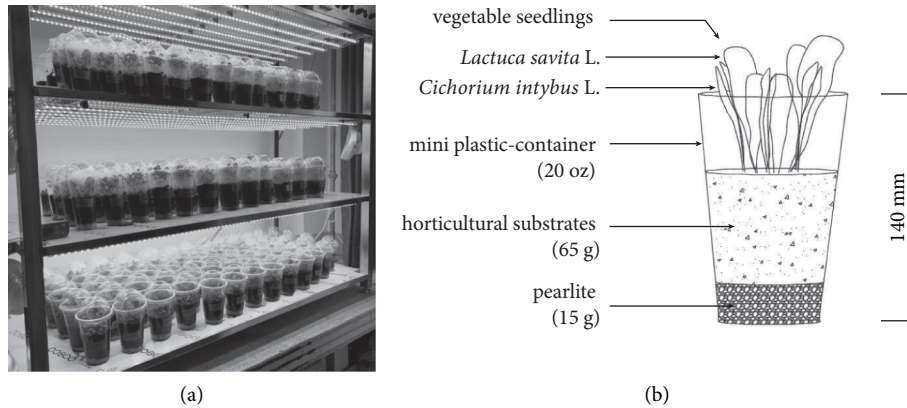 vegetable seedlings
Lactuca savita L.
Cichorium intybus L.
mini plastic-container
(20 oz)
horticultural substrates
(65 g)
pearlite
(15 g)
140 mm
(a)
(b)